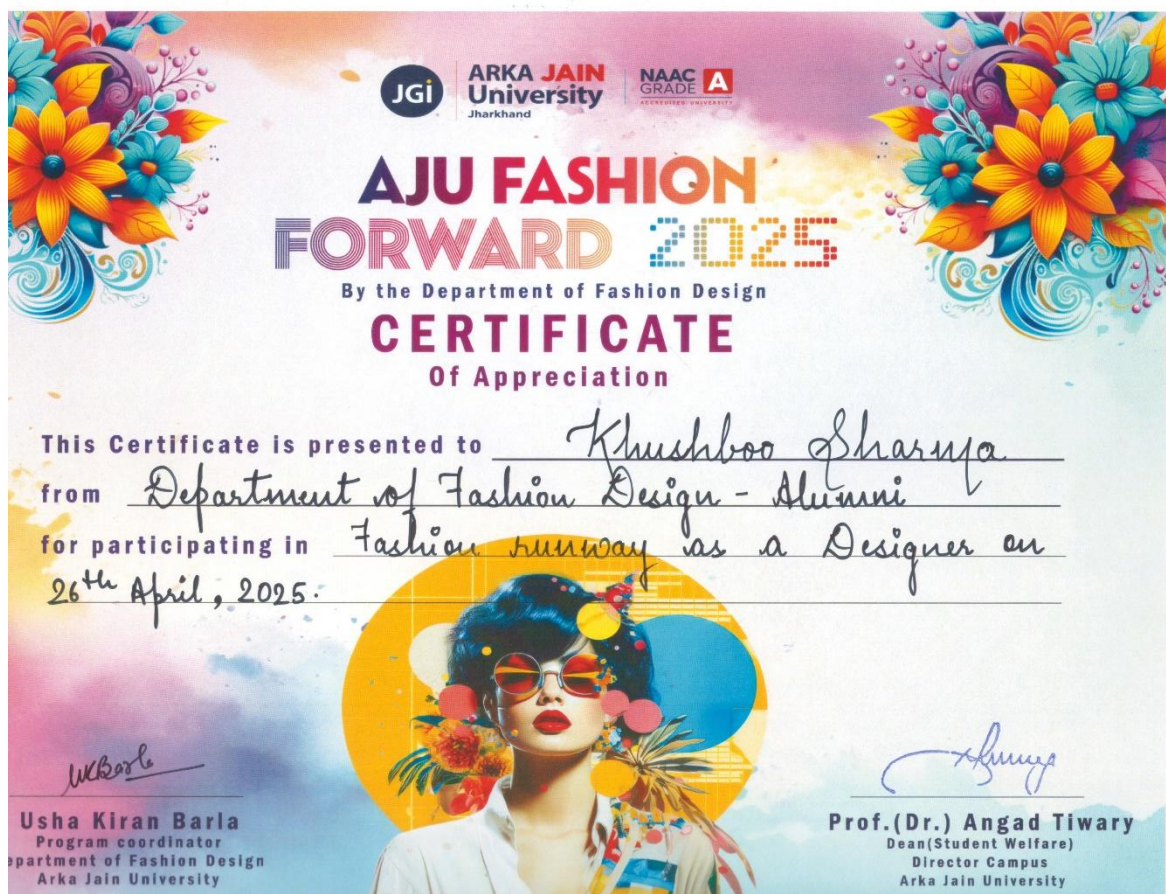 JGi
ARKA JAIN
University
Jharkhand
NAAC
GRADE A
ACCREDITED UNIVERSITY
AJU FASHION
FORWARD 2025
By the Department of Fashion Design
CERTIFICATE
Of Appreciation
This Certificate is presented to Khushboo Sharma
from Department of Fashion Design - Alumni
for participating in Fashion runway as a Designer on
26th April, 2025.
UKBarla
Usha Kiran Barla
Program coordinator
epartment of Fashion Design
Arka Jain University
Prof.(Dr.) Angad Tiwary
Dean(Student Welfare)
Director Campus
Arka Jain University